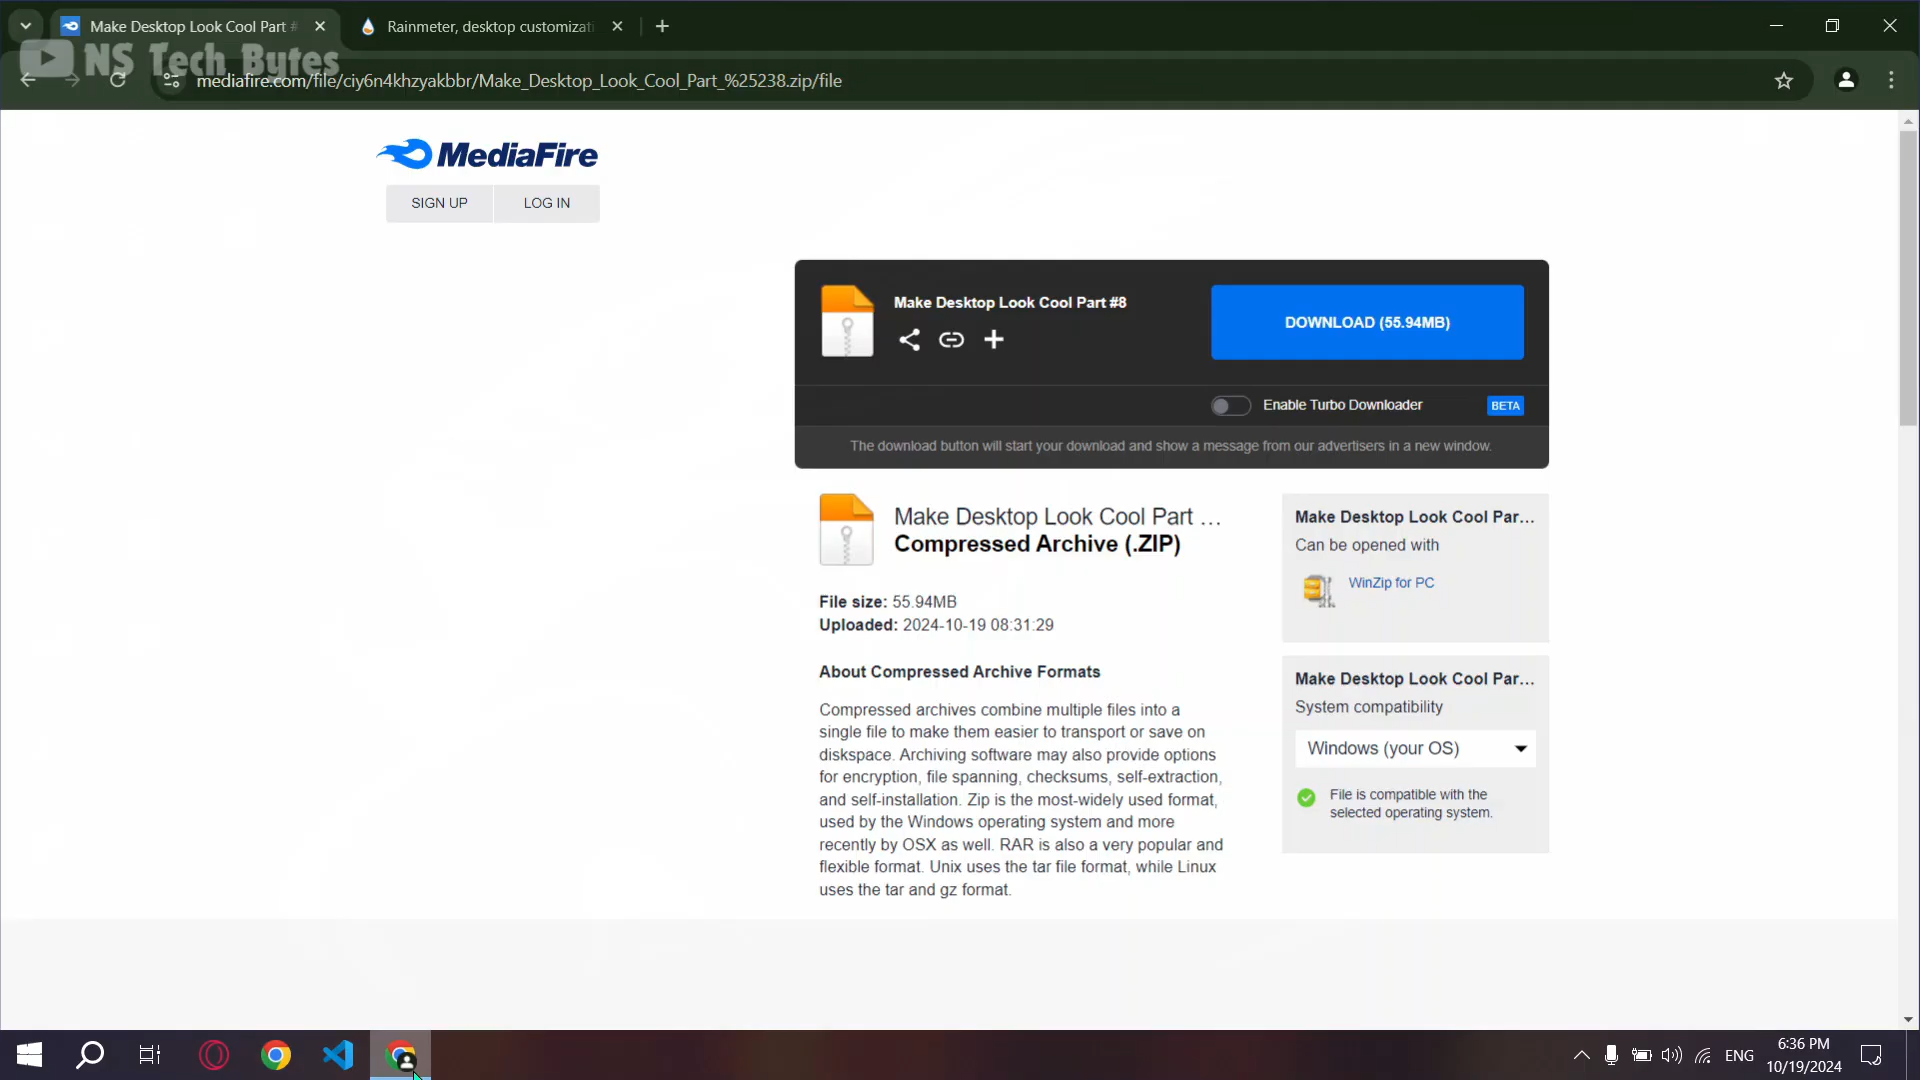 Make Desktop Look Cool Part #
Rainmeter, desktop customizati
NS Tech Bytes
mediafire.com/file/ciy6n4khzyakbbr/Make_Desktop_Look_Cool_Part_%25238.zip/file
MediaFire
SIGN UP
LOG IN
Make Desktop Look Cool Part #8
DOWNLOAD (55.94MB)
Enable Turbo Downloader
BETA
The download button will start your download and show a message from our advertisers in a new window.
Make Desktop Look Cool Part ...
Compressed Archive (.ZIP)
File size: 55.94MB
Uploaded: 2024-10-19 08:31:29
About Compressed Archive Formats
Compressed archives combine multiple files into a
single file to make them easier to transport or save on
diskspace. Archiving software may also provide options
for encryption, file spanning, checksums, self-extraction,
and self-installation. Zip is the most-widely used format,
used by the Windows operating system and more
recently by OSX as well. RAR is also a very popular and
flexible format. Unix uses the tar file format, while Linux
uses the tar and gz format.
Make Desktop Look Cool Par...
Can be opened with
WinZip for PC
Make Desktop Look Cool Par...
System compatibility
Windows (your OS)
File is compatible with the
selected operating system.
ENG
6:36 PM
10/19/2024